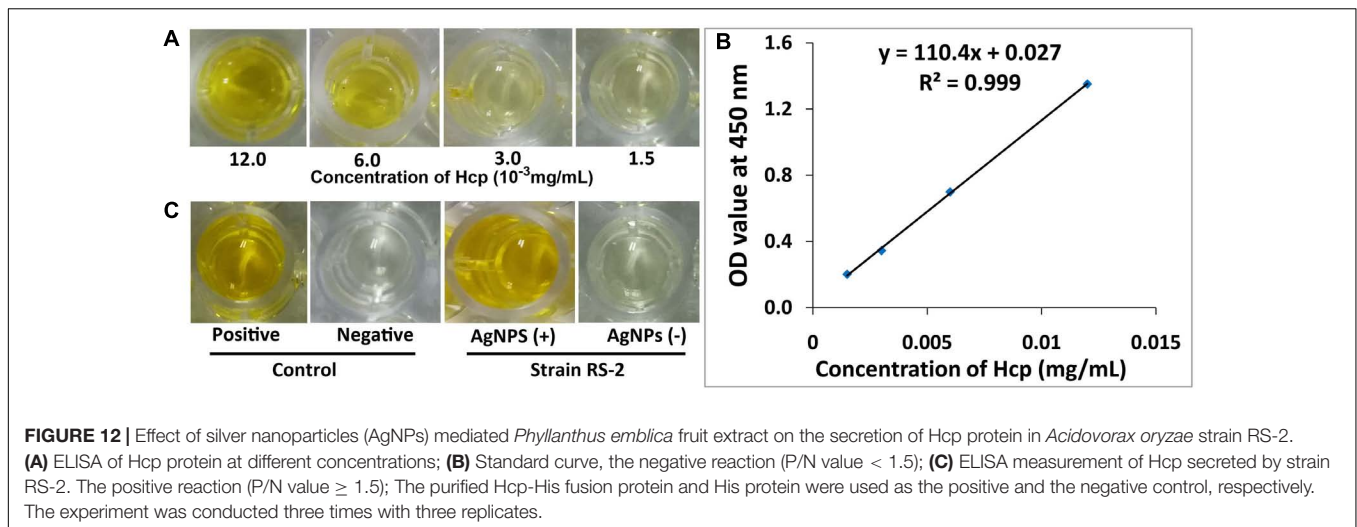 A
12.0 6.0 3.0 1.5
Concentration of Hcp (10-³mg/mL)
C
Positive Negative AgNPS (+) AgNPs (-)
Control Strain RS-2
B
y = 110.4x + 0.027
R² = 0.999
OD value at 450 nm
1.6
1.2
0.8
0.4
0.0
0 0.005 0.01 0.015
Concentration of Hcp (mg/mL)
FIGURE 12 | Effect of silver nanoparticles (AgNPs) mediated Phyllanthus emblica fruit extract on the secretion of Hcp protein in Acidovorax oryzae strain RS-2.
(A) ELISA of Hcp protein at different concentrations; (B) Standard curve, the negative reaction (P/N value < 1.5); (C) ELISA measurement of Hcp secreted by strain
RS-2. The positive reaction (P/N value ≥ 1.5); The purified Hcp-His fusion protein and His protein were used as the positive and the negative control, respectively.
The experiment was conducted three times with three replicates.